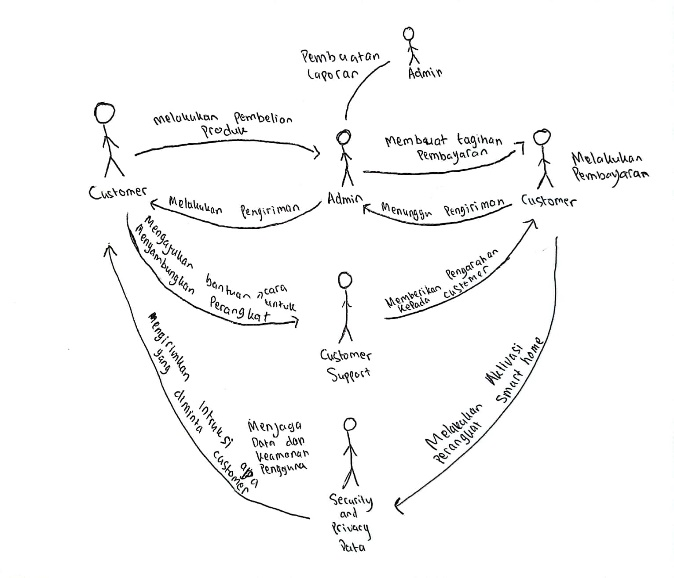 Pembuatan
Laporan
Admin
Melakukan Pembelian
Produk
Customer
Admin
Membuat tagihan
Pembayaran
Melakukan
Pembayaran
Customer
Melakukan Pengiriman
Menunggu Pengiriman
Mengajukan bantuan cara
Menyambungkan Perangkat
untuk
Memberikan Pengarahan
kepada customer
Customer
Support
Melakukan Aktivasi
Perangkat Smart home
Mengirimkan Intruksi apa
yang diminta customer
Menjaga
Data dan
Keamanan
Pengguna
Security
and
Privacy
Data